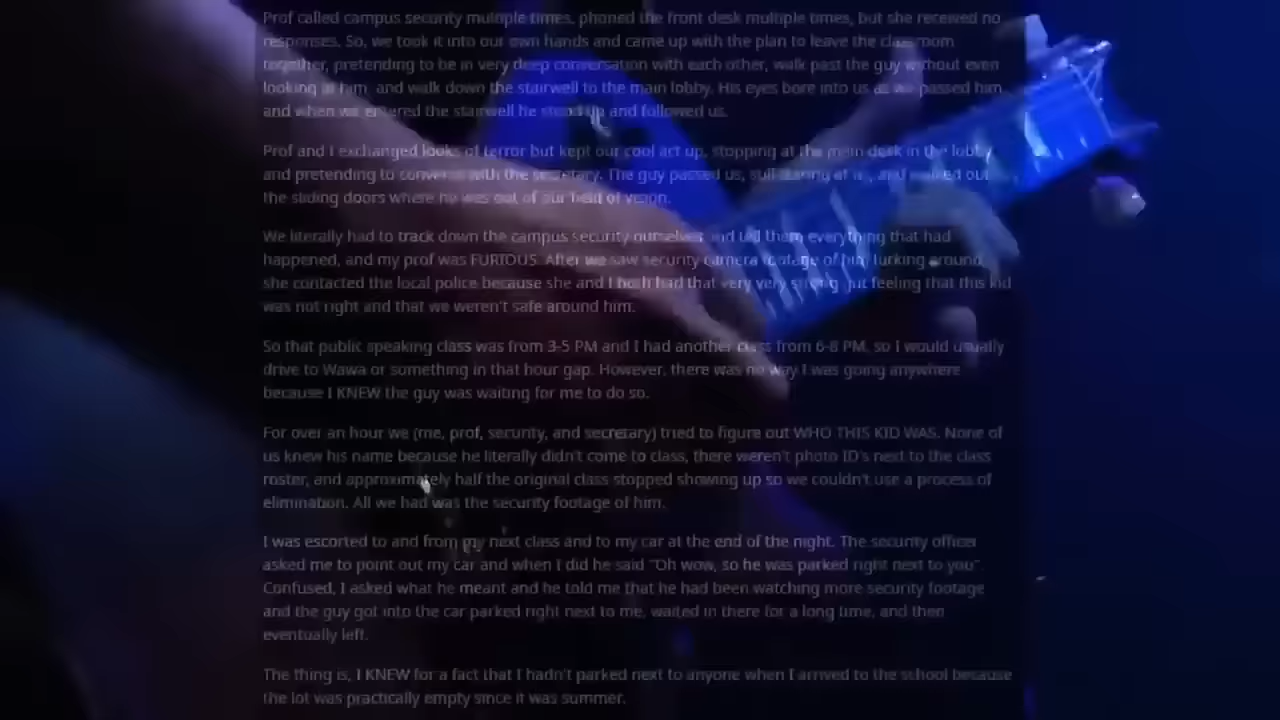 Prof called campus security multiple times, phoned the front desk multiple times, but she received no
responses. So, we took it into our own hands and came up with the plan to leave the classroom
together, pretending to be in very deep conversation with each other, walk past the guy without even
looking at him, and walk down the stairwell to the main lobby. His eyes bore into us as we passed him,
and when we entered the stairwell he stood up and followed us.
Prof and I exchanged looks of terror but kept our cool act up, stopping at the main desk in the lobby
and pretending to converse with the secretary. The guy passed us, still staring at us, and walked out
the sliding doors where he was out of our field of vision.
We literally had to track down the campus security ourselves and tell them everything that had
happened, and my prof was FURIOUS. After we saw security camera footage of him lurking around,
she contacted the local police because she and I both had that very very strong gut feeling that this kid
was not right and that we weren't safe around him.
So that public speaking class was from 3-5 PM and I had another class from 6-8 PM, so I would usually
drive to Wawa or something in that hour gap. However, there was no way I was going anywhere
because I KNEW the guy was waiting for me to do so.
For over an hour we (me, prof, security, and secretary) tried to figure out WHO THIS KID WAS. None of
us knew his name because he literally didn't come to class, there weren't photo ID's next to the class
roster, and approximately half the original class stopped showing up so we couldn't use a process of
elimination. All we had was the security footage of him.
I was escorted to and from my next class and to my car at the end of the night. The security officer
asked me to point out my car and when I did he said "Oh wow, so he was parked right next to you".
Confused, I asked what he meant and he told me that he had been watching more security footage
and the guy got into the car parked right next to me, waited in there for a long time, and then
eventually left.
The thing is, I KNEW for a fact that I hadn't parked next to anyone when I arrived to the school because
the lot was practically empty since it was summer.